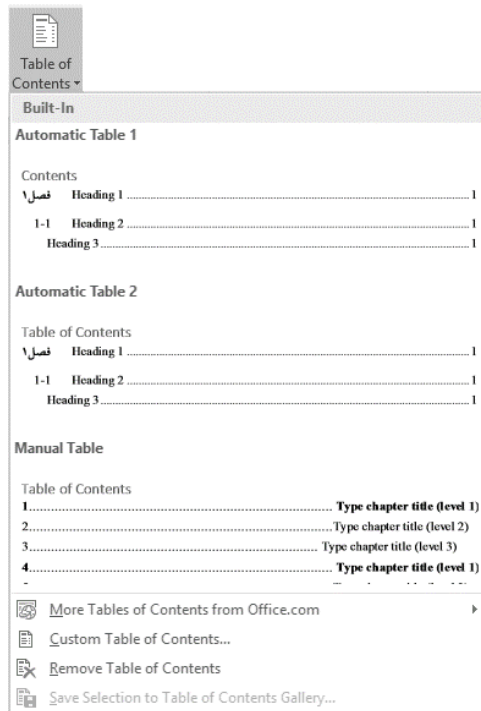 Table of
Contents
Built-In
Automatic Table 1
Contents
فصل۱ Heading 1 ........................................ 1
1-1 Heading 2 ........................................ 1
Heading 3 ........................................ 1
Automatic Table 2
Table of Contents
فصل۱ Heading 1 ........................................ 1
1-1 Heading 2 ........................................ 1
Heading 3 ........................................ 1
Manual Table
Table of Contents
1........................................ Type chapter title (level 1)
2........................................Type chapter title (level 2)
3........................................ Type chapter title (level 3)
4........................................ Type chapter title (level 1)
More Tables of Contents from Office.com
Custom Table of Contents...
Remove Table of Contents
Save Selection to Table of Contents Gallery...